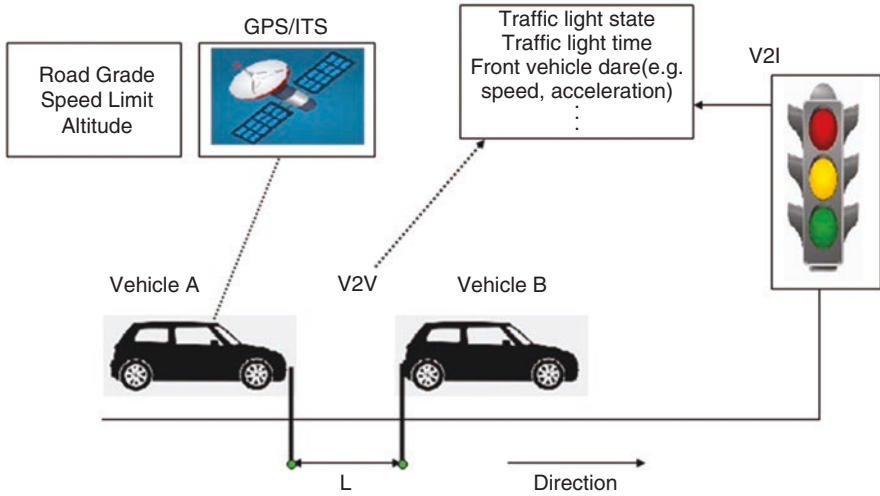 GPS/ITS
Road Grade
Speed Limit
Altitude
Traffic light state
Traffic light time
Front vehicle dare(e.g.
speed, acceleration)
V2I
Vehicle A
V2V
Vehicle B
L
Direction